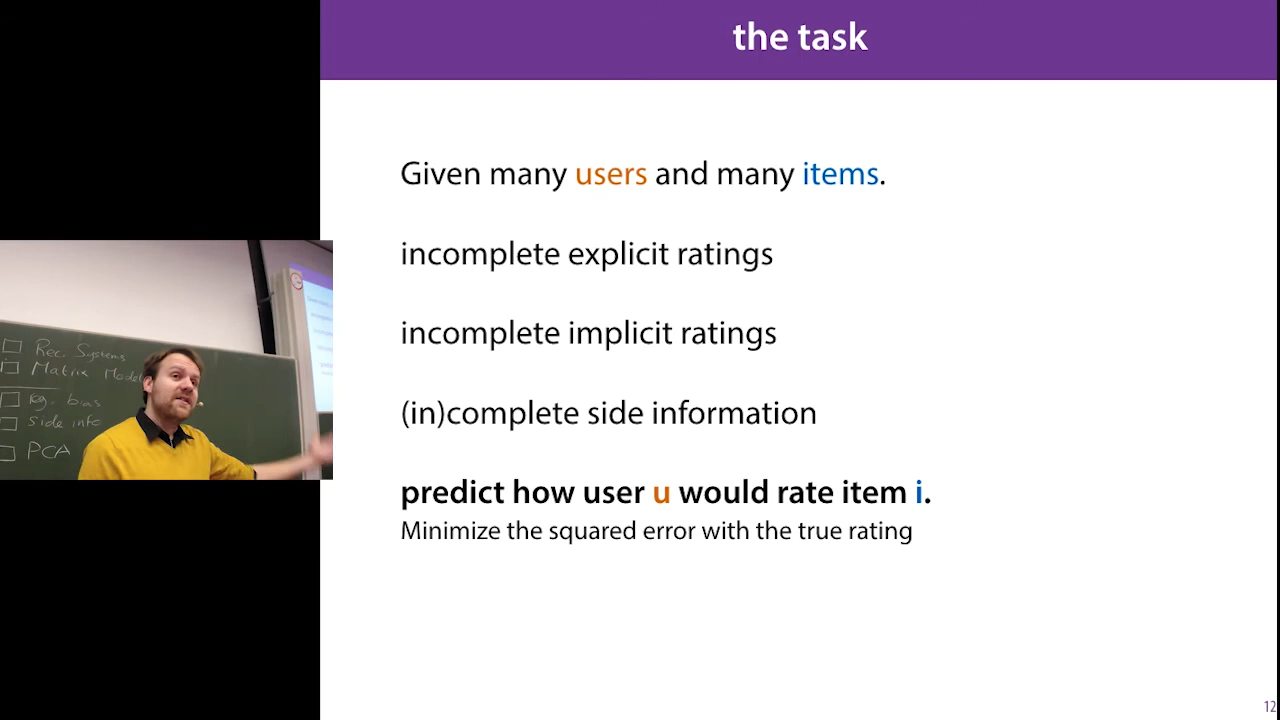 the task
Given many users and many items.
incomplete explicit ratings
incomplete implicit ratings
(in)complete side information
predict how user u would rate item i.
Minimize the squared error with the true rating
12
Rec. Systems
Matrix Model
reg. bias
side info
PCA